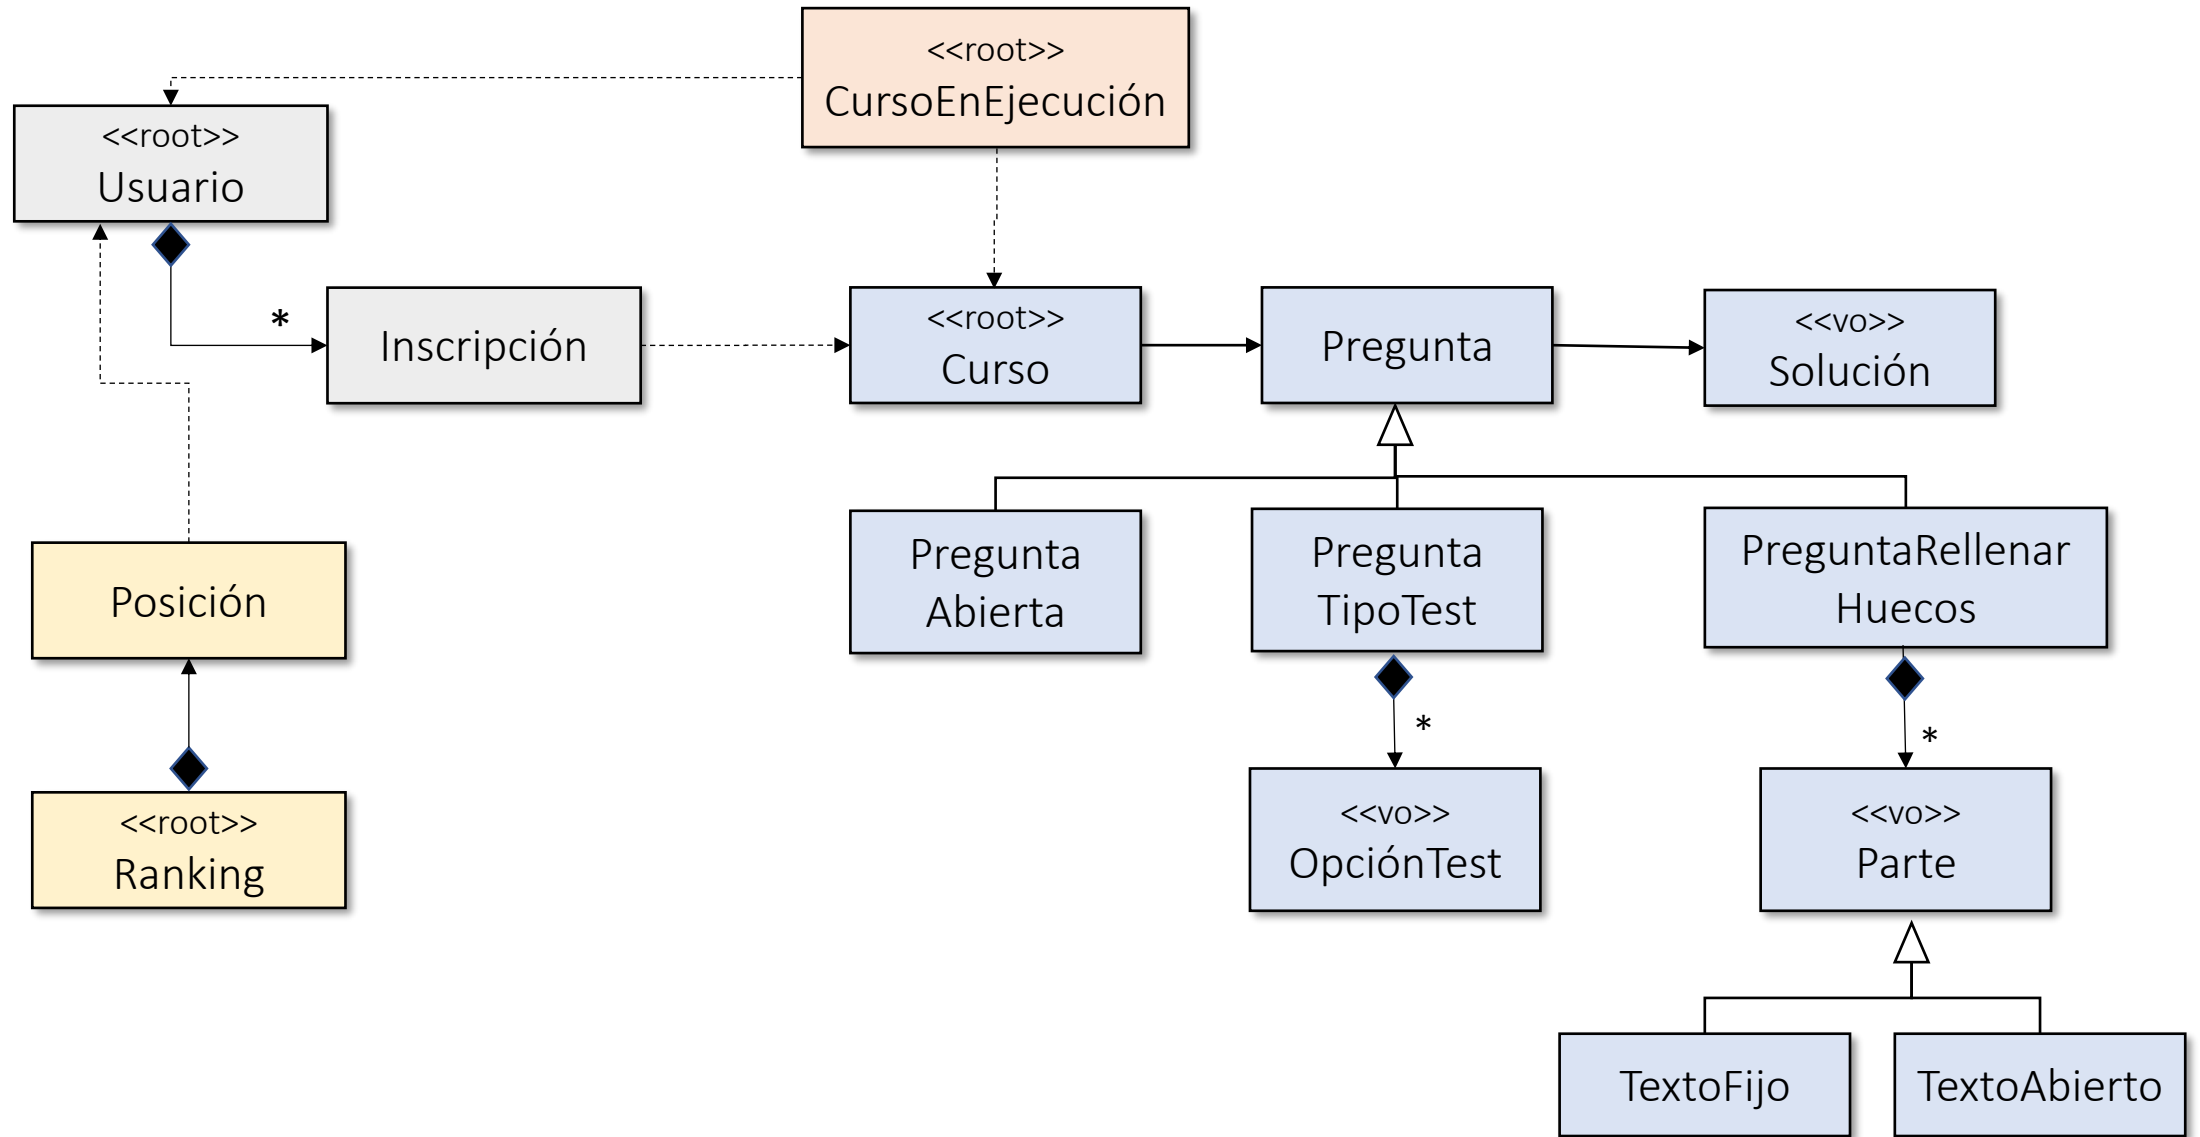 <<root>>
CursoEnEjecución
<<root>>
Usuario
*
Inscripción
<<root>>
Curso
Pregunta
<<vo>>
Solución
Pregunta
Abierta
Pregunta
TipoTest
PreguntaRellenar
Huecos
Posición
*
*
<<root>>
Ranking
<<vo>>
OpciónTest
<<vo>>
Parte
TextoFijo
TextoAbierto